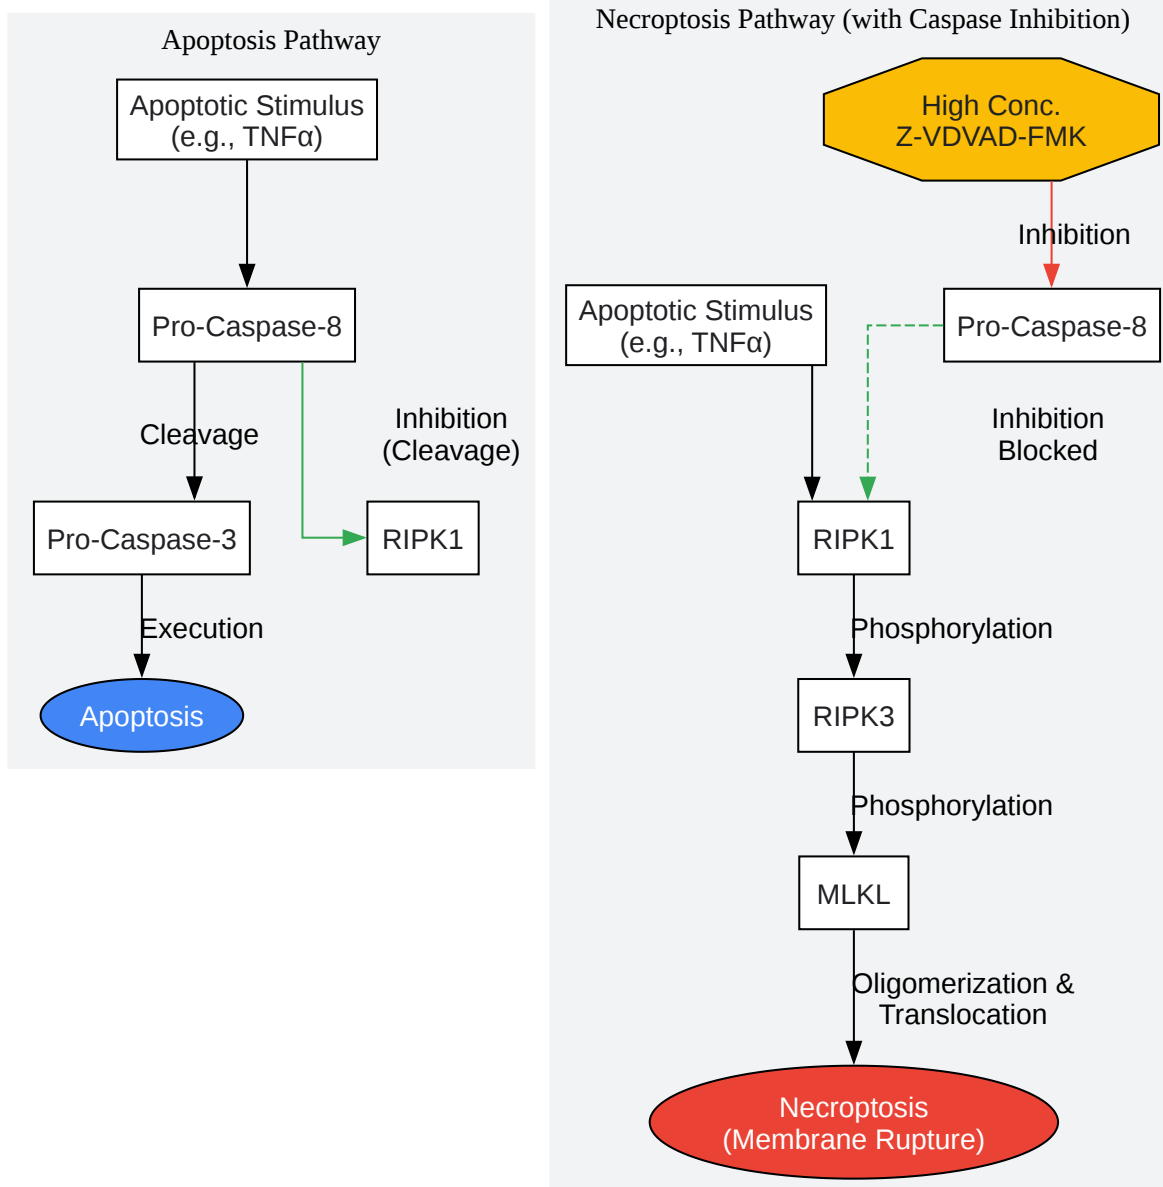 Apoptosis Pathway
Apoptotic Stimulus
(e.g., TNFα)
Pro-Caspase-8
Cleavage
Inhibition
(Cleavage)
Pro-Caspase-3
RIPK1
Execution
Apoptosis
Necroptosis Pathway (with Caspase Inhibition)
High Conc.
Z-VDVAD-FMK
Inhibition
Apoptotic Stimulus
(e.g., TNFα)
Pro-Caspase-8
Inhibition
Blocked
RIPK1
Phosphorylation
RIPK3
Phosphorylation
MLKL
Oligomerization &
Translocation
Necroptosis
(Membrane Rupture)